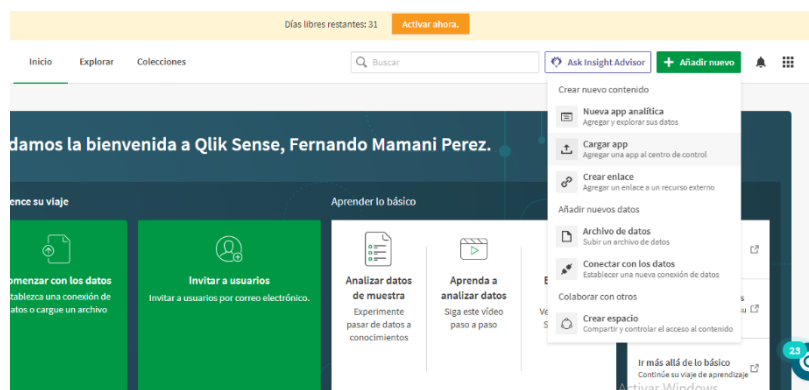 Días libres restantes: 31
Activar ahora.
Inicio
Explorar
Colecciones
Buscar
Ask Insight Advisor
+ Añadir nuevo
Crear nuevo contenido
Nueva app analítica
Agregar y explorar sus datos
Cargar app
Agregar una app al centro de control
Crear enlace
Agregar un enlace a un recurso externo
Añadir nuevos datos
Archivo de datos
Subir un archivo de datos
Conectar con los datos
Establecer una nueva conexión de datos
Colaborar con otros
Crear espacio
Compartir y controlar el acceso al contenido
damos la bienvenida a Qlik Sense, Fernando Mamani Perez.
ence su viaje
omenzar con los datos
tablezca una conexión de
atos o cargue un archivo
Invitar a usuarios
Invitar a usuarios por correo electrónico.
Aprender lo básico
Analizar datos
de muestra
Experimente
pasar de datos a
conocimientos
Aprenda a
analizar datos
Siga este vídeo
paso a paso
E
Ve
S
s
su
Ir más allá de lo básico
Continúe su viaje de aprendizaje
23
Activar Windows